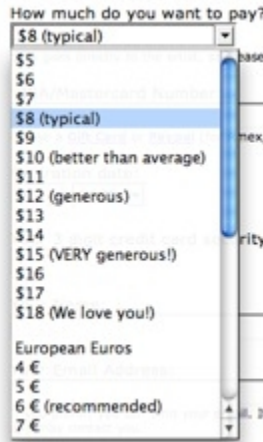 How much do you want to pay?
$8 (typical)
$5
$6
$7
$8 (typical)
$9
$10 (better than average)
$11
$12 (generous)
$13
$14
$15 (VERY generous!)
$16
$17
$18 (We love you!)
European Euros
4 €
5 €
6 € (recommended)
7 €